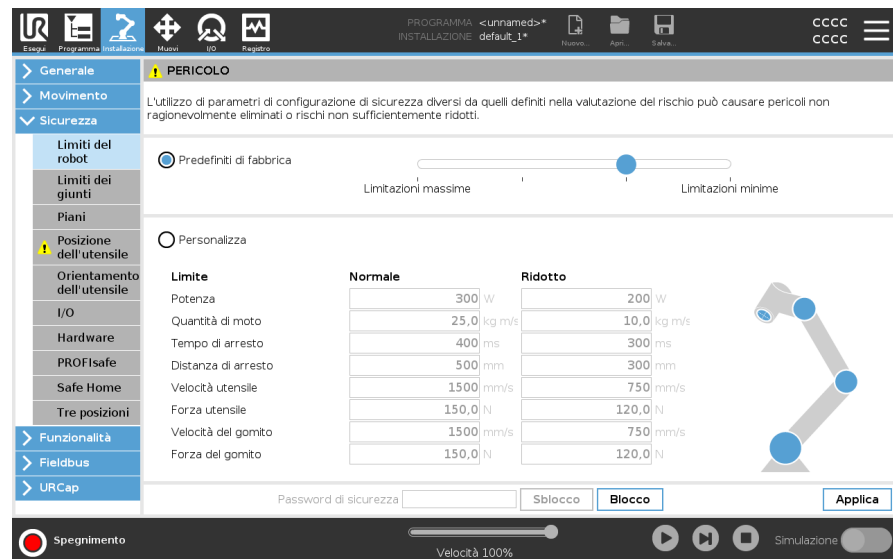 UR
PROGRAMMA <unnamed>*
INSTALLAZIONE default_1*
Esegui Programma Installazione Muovi I/O Registro Nuovo... Apri... Salva...
cccc
cccc
Generale
Movimento
Sicurezza
Limiti del
robot
Limiti dei
giunti
Piani
Posizione
dell'utensile
Orientamento
dell'utensile
I/O
Hardware
PROFIsafe
Safe Home
Tre posizioni
Funzionalità
Fieldbus
URCap
PERICOLO
L'utilizzo di parametri di configurazione di sicurezza diversi da quelli definiti nella valutazione del rischio può causare pericoli non
ragionevolmente eliminati o rischi non sufficientemente ridotti.
Predefiniti di fabbrica
Limitazioni massime Limitazioni minime
Personalizza
Limite Normale Ridotto
Potenza 300 W 200 W
Quantità di moto 25,0 kg m/s 10,0 kg m/s
Tempo di arresto 400 ms 300 ms
Distanza di arresto 500 mm 300 mm
Velocità utensile 1500 mm/s 750 mm/s
Forza utensile 150,0 N 120,0 N
Velocità del gomito 1500 mm/s 750 mm/s
Forza del gomito 150,0 N 120,0 N
Password di sicurezza Sblocco Blocco Applica
Spegnimento
Velocità 100%
Simulazione